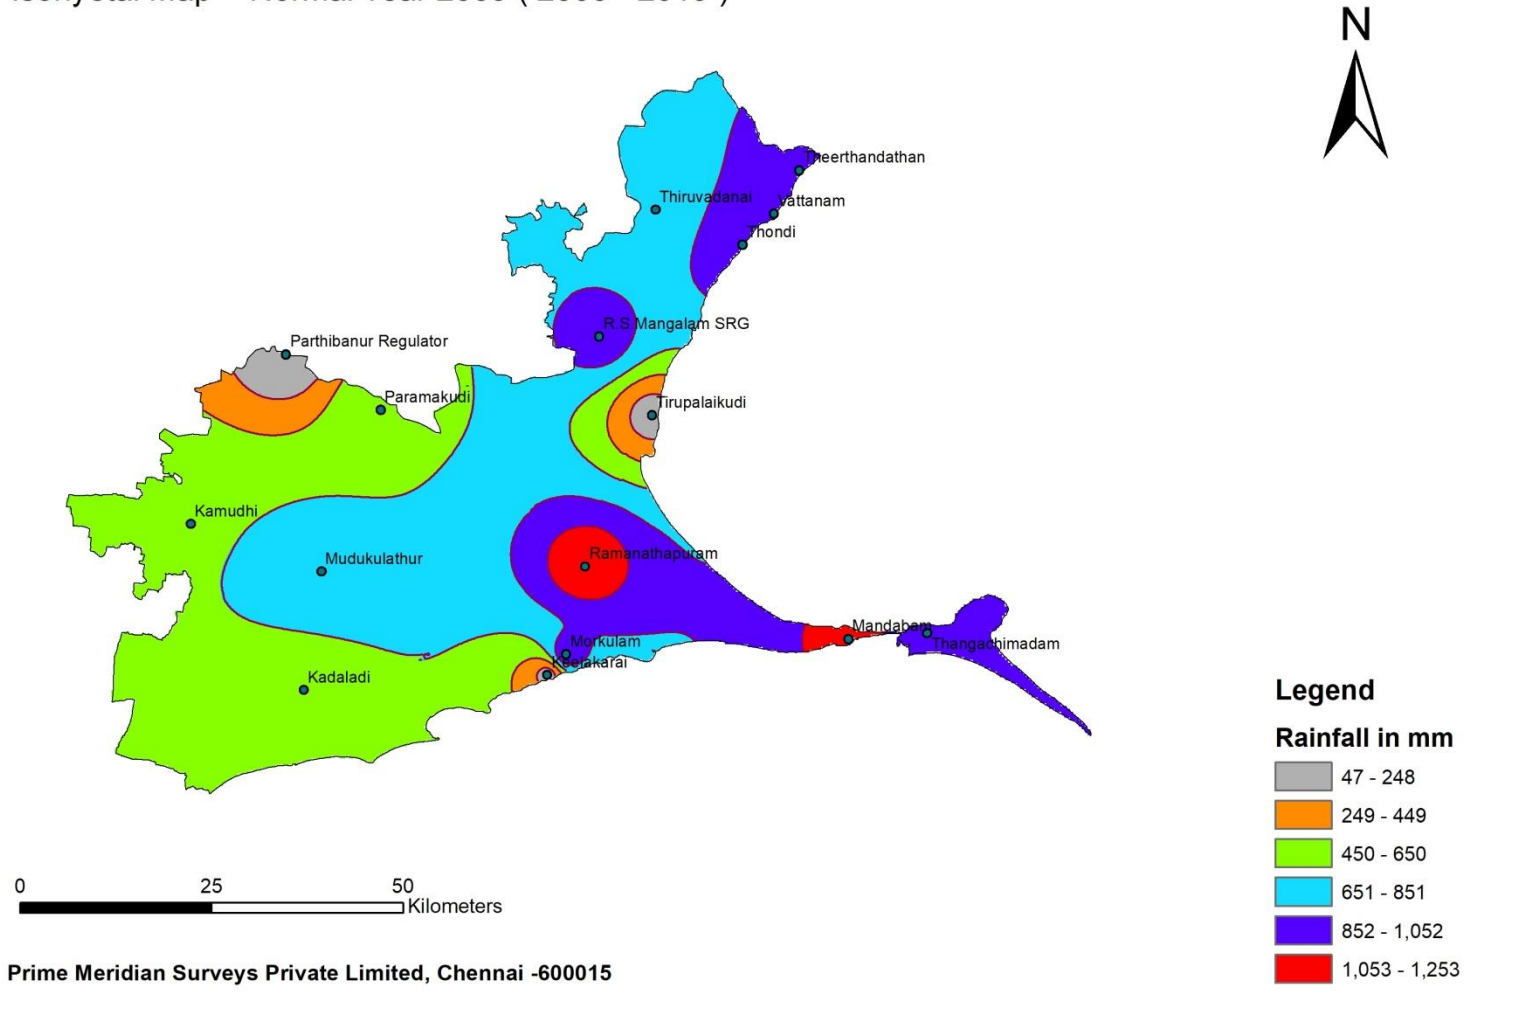 N
Theerthandathan
Thiruvadanai
Vattanam
Thondi
R.S Mangalam SRG
Parthibanur Regulator
Paramakudi
Tirupalaikudi
Kamudhi
Mudukulathur
Ramanathapuram
Mandabam
Morkulam
Thangachimadam
Keelakarai
Kadaladi
Legend
Rainfall in mm
47 - 248
249 - 449
450 - 650
651 - 851
852 - 1,052
1,053 - 1,253
0 25 50
Kilometers
Prime Meridian Surveys Private Limited, Chennai -600015